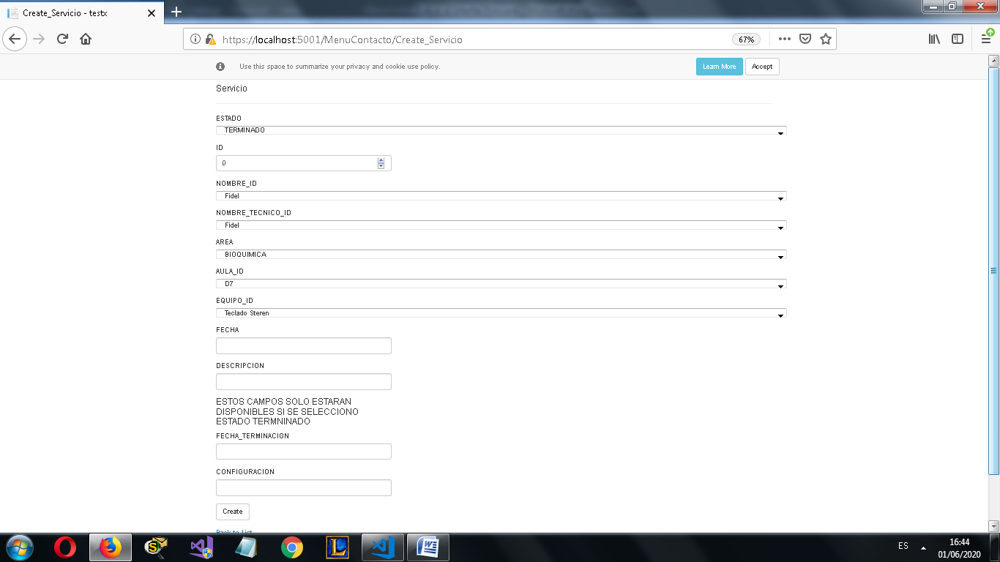 Create_Servicio - testx
https://localhost:5001/MenuContacto/Create_Servicio
67%
Use this space to summarize your privacy and cookie use policy.
Learn More
Accept
Servicio
ESTADO
TERMINADO
ID
0
NOMBRE_ID
Fidel
NOMBRE_TECNICO_ID
Fidel
AREA
BIOQUIMICA
AULA_ID
D7
EQUIPO_ID
Teclado Steren
FECHA
DESCRIPCION
ESTOS CAMPOS SOLO ESTARAN
DISPONIBLES SI SE SELECCIONO
ESTADO TERMNINADO
FECHA_TERMINACION
CONFIGURACION
Create
Back to List
ES
16:44
01/06/2020